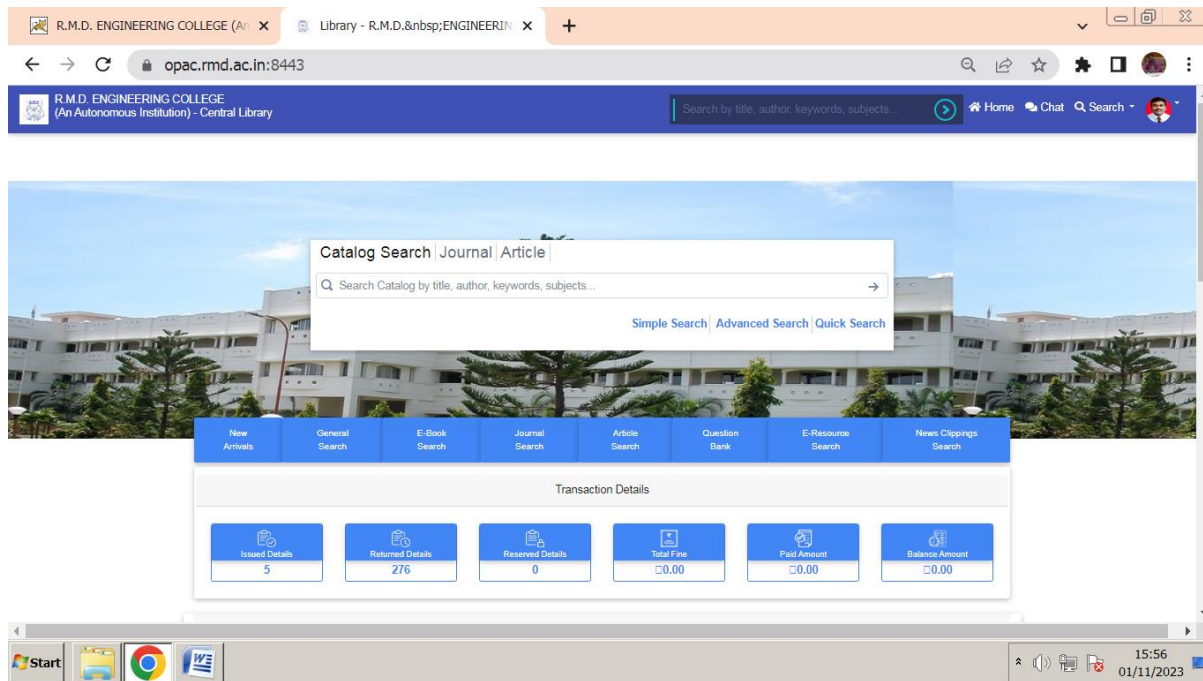 R.M.D. ENGINEERING COLLEGE (An
Library - R.M.D.&nbsp;ENGINEERIN
opac.rmd.ac.in:8443
R.M.D. ENGINEERING COLLEGE
(An Autonomous Institution) - Central Library
Search by title, author, keywords, subjects...
Home Chat Search
Catalog Search Journal Article
Search Catalog by title, author, keywords, subjects...
Simple Search Advanced Search Quick Search
New Arrivals
General Search
E-Book Search
Journal Search
Article Search
Question Bank
E-Resource Search
News Clippings Search
Transaction Details
Issued Details
5
Returned Details
276
Reserved Details
0
Total Fine
□0.00
Paid Amount
□0.00
Balance Amount
□0.00
Start
15:56
01/11/2023